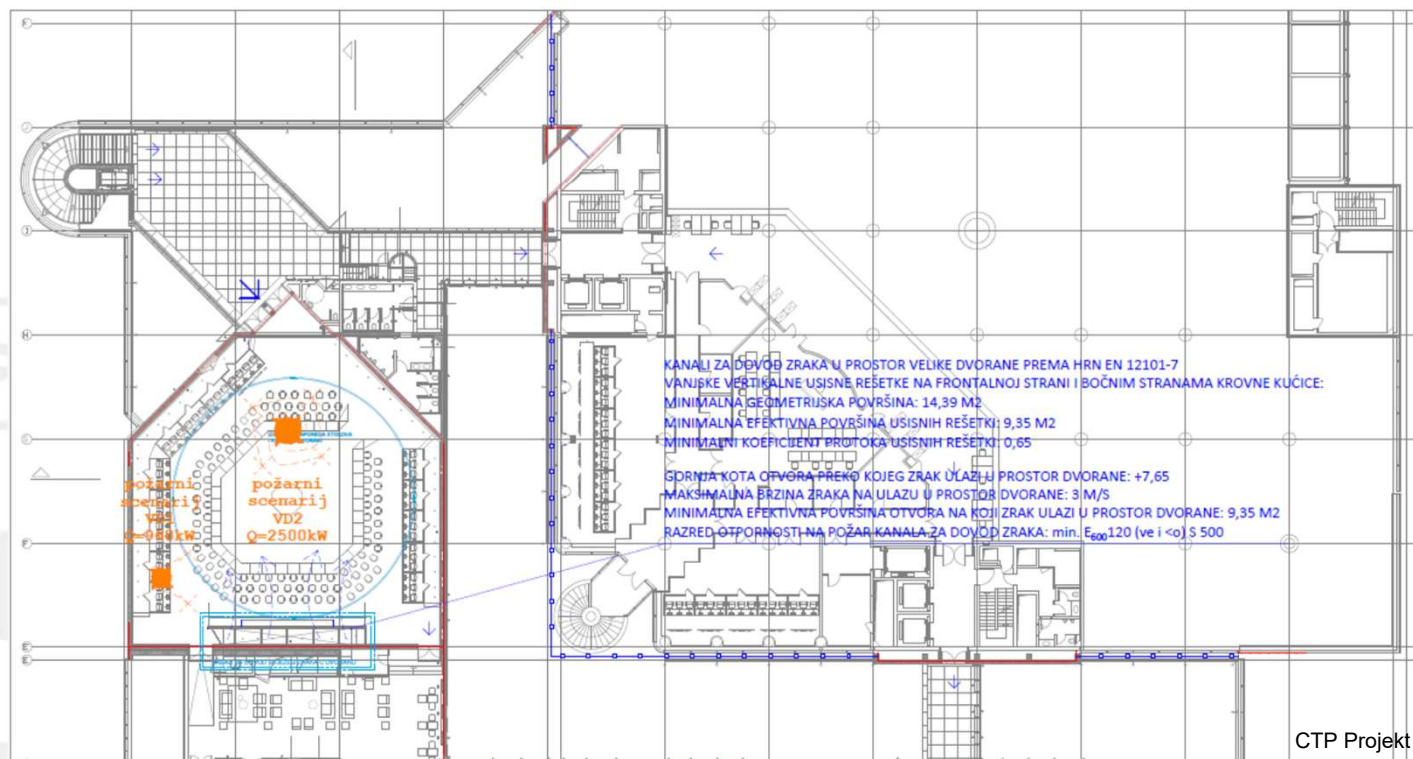 KANALI ZA DOVOD ZRAKA U PROSTOR VELIKE DVORANE PREMA HRN EN 12101-7
VANJSKE VERTIKALNE USISNE REŠETKE NA FRONTALNOJ STRANI I BOČNIM STRANAMA KROVNE KUĆICE:
MINIMALNA GEOMETRIJSKA POVRŠINA: 14,39 M2
MINIMALNA EFEKTIVNA POVRŠINA USISNIH REŠETKI: 9,35 M2
MINIMALNI KOEFICIJENT PROTOKA USISNIH REŠETKI: 0,65
GORNJA KOTA OTVORA PREKO KOJEG ZRAK ULAZI U PROSTOR DVORANE: +7,65
MAKSIMALNA BRZINA ZRAKA NA ULAZU U PROSTOR DVORANE: 3 M/S
MINIMALNA EFEKTIVNA POVRŠINA OTVORA NA KOJI ZRAK ULAZI U PROSTOR DVORANE: 9,35 M2
RAZRED OTPORNOSTI NA POŽAR KANALA ZA DOVOD ZRAKA: min. E600120 (ve i <o) S 500
požarni
scenarij
požarni
scenarij
VD2
Q=2500kW
CTP Projekt